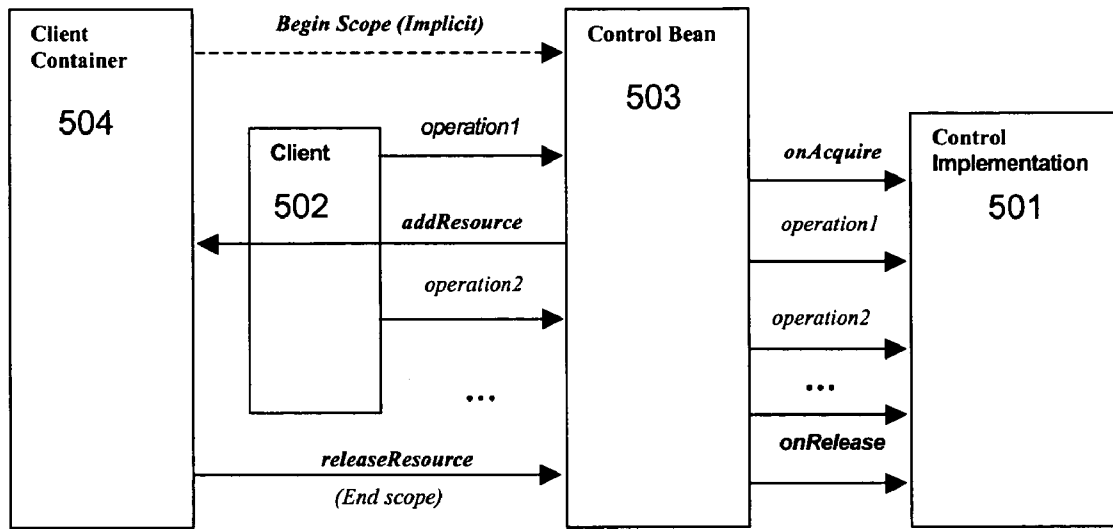 Client
Container
504
Begin Scope (Implicit)
Control Bean
503
Client
502
operation1
addResource
operation2
...
releaseResource
(End scope)
onAcquire
operation1
operation2
...
onRelease
Control
Implementation
501